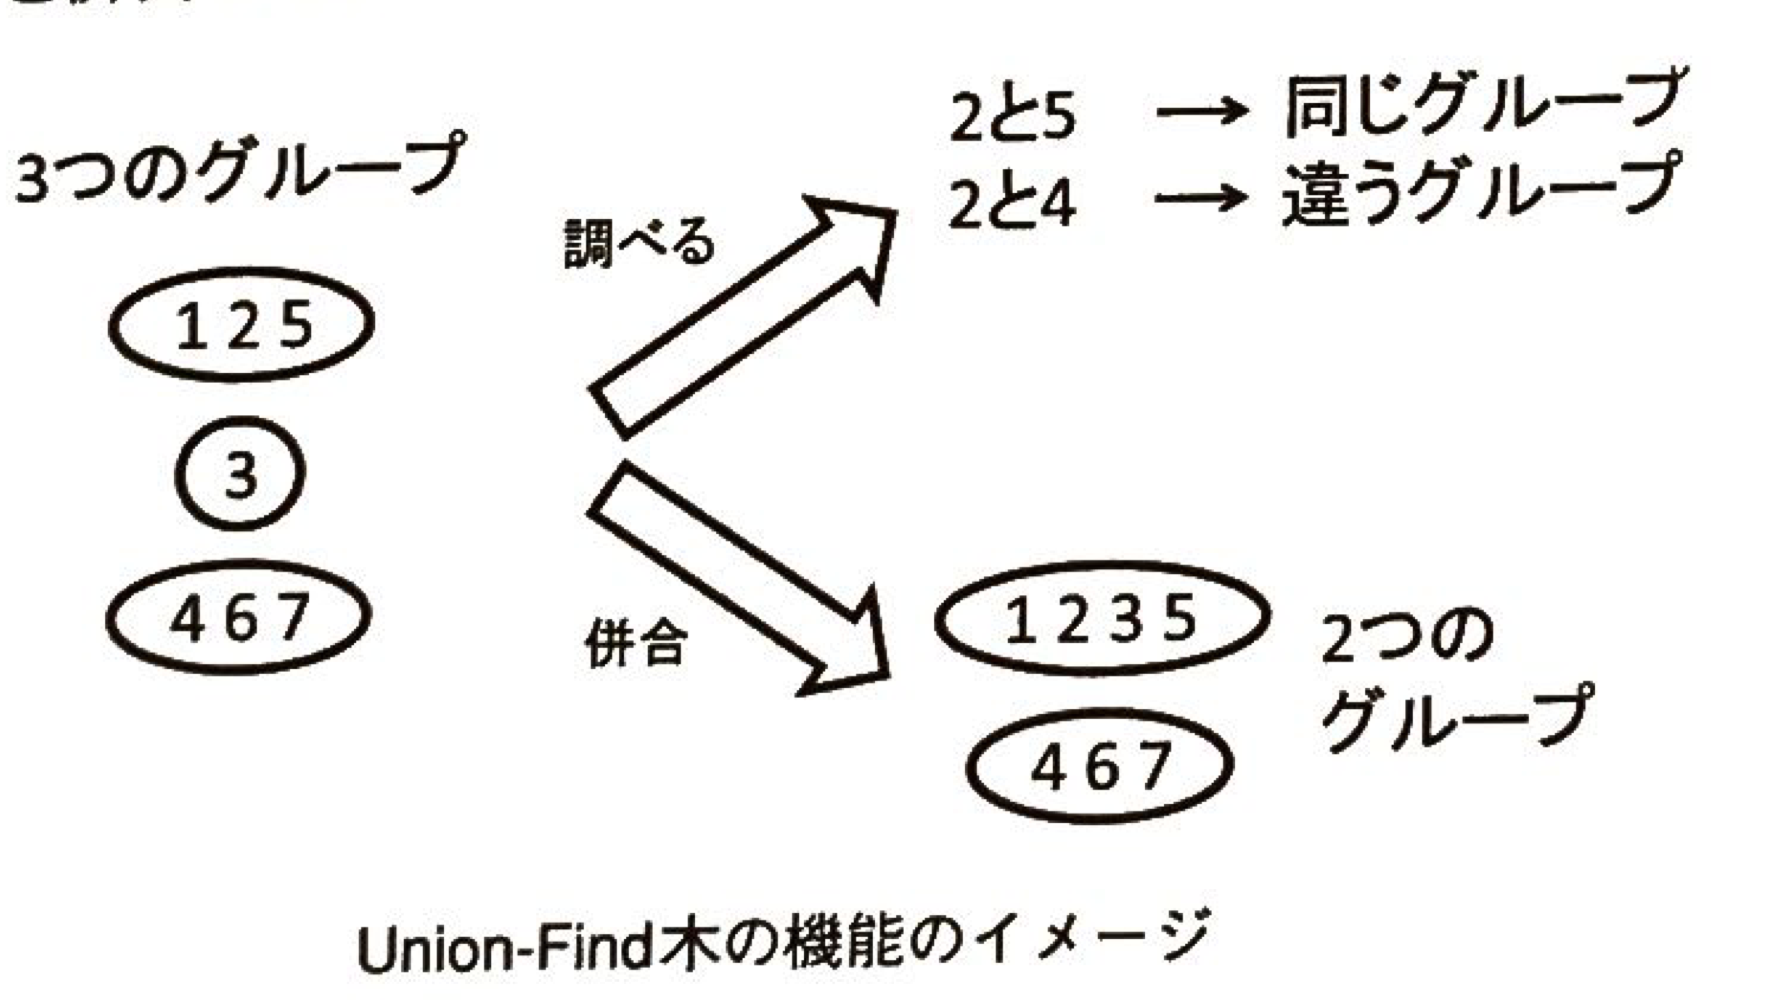 3つのグループ
1 2 5
3
4 6 7
調べる
2と5 → 同じグループ
2と4 → 違うグループ
併合
1 2 3 5
4 6 7
2つの
グループ
Union-Find木の機能のイメージ